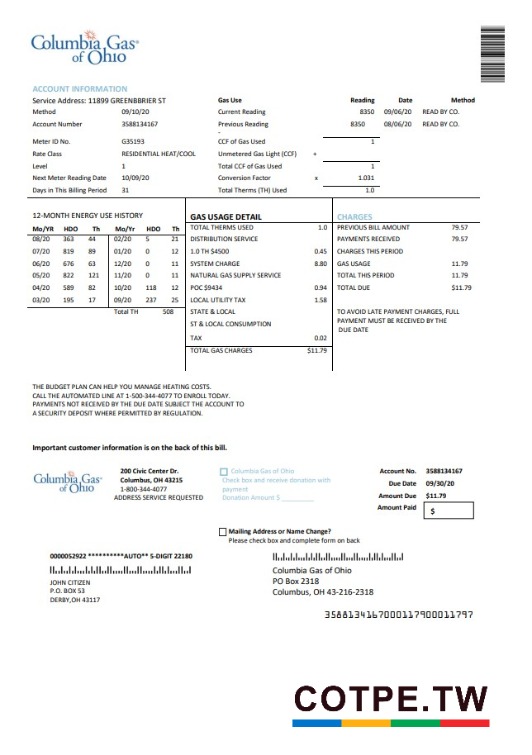 Columbia Gas®
of Ohio
ACCOUNT INFORMATION
Service Address: 11899 GREENBBRIER ST
Method 09/10/20
Account Number 3588134167
Meter ID No. G35193
Rate Class RESIDENTIAL HEAT/COOL
Level 1
Next Meter Reading Date 10/09/20
Days in This Billing Period 31
Gas Use Reading Date Method
Current Reading 8350 09/06/20 READ BY CO.
Previous Reading 8350 08/06/20 READ BY CO.
-
CCF of Gas Used 1
Unmetered Gas Light (CCF) +
Total CCF of Gas Used 1
Conversion Factor x 1.031
Total Therms (TH) Used 1.0
12-MONTH ENERGY USE HISTORY
Mo/YR HDO Th Mo/Yr HDO Th
08/20 363 44 02/20 5 21
07/20 819 89 01/20 0 12
06/20 676 63 12/20 0 11
05/20 822 121 11/20 0 11
04/20 589 82 10/20 118 12
03/20 195 17 09/20 237 25
Total TH 508
GAS USAGE DETAIL
TOTAL THERMS USED 1.0
DISTRIBUTION SERVICE
1.0 TH $4500 0.45
SYSTEM CHARGE 8.80
NATURAL GAS SUPPLY SERVICE
POC $9434 0.94
LOCAL UTILITY TAX 1.58
STATE & LOCAL
ST & LOCAL CONSUMPTION
TAX 0.02
TOTAL GAS CHARGES $11.79
CHARGES
PREVIOUS BILL AMOUNT 79.57
PAYMENTS RECEIVED 79.57
CHARGES THIS PERIOD
GAS USAGE 11.79
TOTAL THIS PERIOD 11.79
TOTAL DUE $11.79
TO AVOID LATE PAYMENT CHARGES, FULL
PAYMENT MUST BE RECEIVED BY THE
DUE DATE
THE BUDGET PLAN CAN HELP YOU MANAGE HEATING COSTS.
CALL THE AUTOMATED LINE AT 1-500-344-4077 TO ENROLL TODAY.
PAYMENTS NOT RECEIVED BY THE DUE DATE SUBJECT THE ACCOUNT TO
A SECURITY DEPOSIT WHERE PERMITTED BY REGULATION.
Important customer information is on the back of this bill.
Columbia Gas®
of Ohio
200 Civic Center Dr.
Columbus, OH 43215
1-800-344-4077
ADDRESS SERVICE REQUESTED
Columbia Gas of Ohio
Check box and receive donation with
payment
Donation Amount $ ________
Account No. 3588134167
Due Date 09/30/20
Amount Due $11.79
Amount Paid $
Mailing Address or Name Change?
Please check box and complete form on back
0000052922 **********AUTO** 5-DIGIT 22180
JOHN CITIZEN
P.O. BOX 53
DERBY,OH 43117
Columbia Gas of Ohio
PO Box 2318
Columbus, OH 43-216-2318
3588134167000117900011797
COTPE.TW